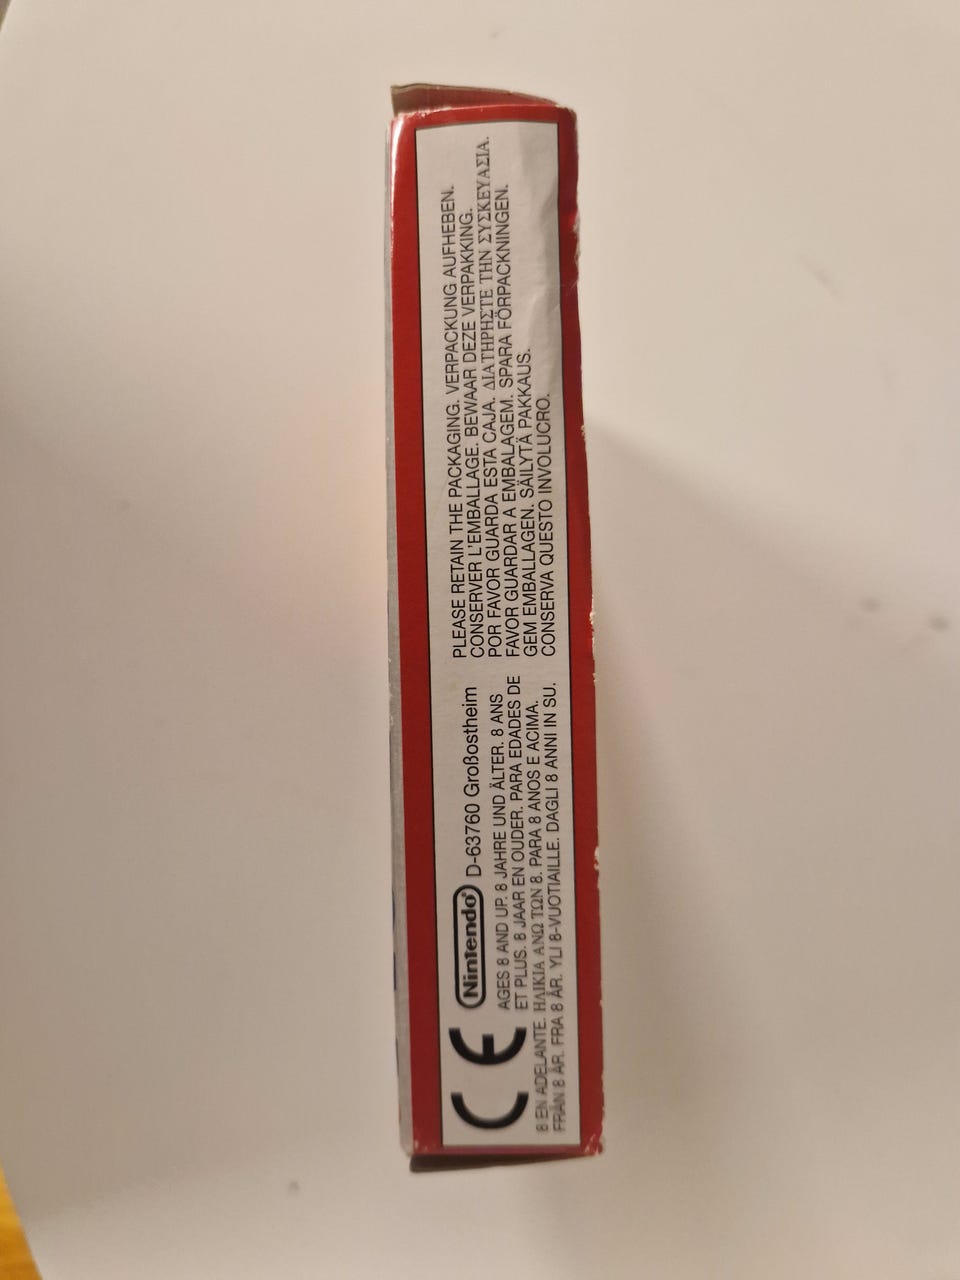 CE
Nintendo® D-63760 Großostheim
AGES 8 AND UP. 8 JAHRE UND ÄLTER. 8 ANS
ET PLUS. 8 JAAR EN OUDER. PARA EDADES DE
8 EN ADELANTE. ΗΛΙΚΙΑ ΑΝΩ ΤΩΝ 8. PARA 8 ANOS E ACIMA.
FRÅN 8 ÅR. FRA 8 ÅR. YLI 8-VUOTIAILLE. DAGLI 8 ANNI IN SU.
PLEASE RETAIN THE PACKAGING. VERPACKUNG AUFHEBEN.
CONSERVER L'EMBALLAGE. BEWAAR DEZE VERPAKKING.
POR FAVOR GUARDA ESTA CAJA. ΔΙΑΤΗΡΗΣΤΕ ΤΗΝ ΣΥΣΚΕΥΑΣΙΑ.
FAVOR GUARDAR A EMBALAGEM. SPARA FÖRPACKNINGEN.
GEM EMBALLAGEN. SÄILYTÄ PAKKAUS.
CONSERVA QUESTO INVOLUCRO.